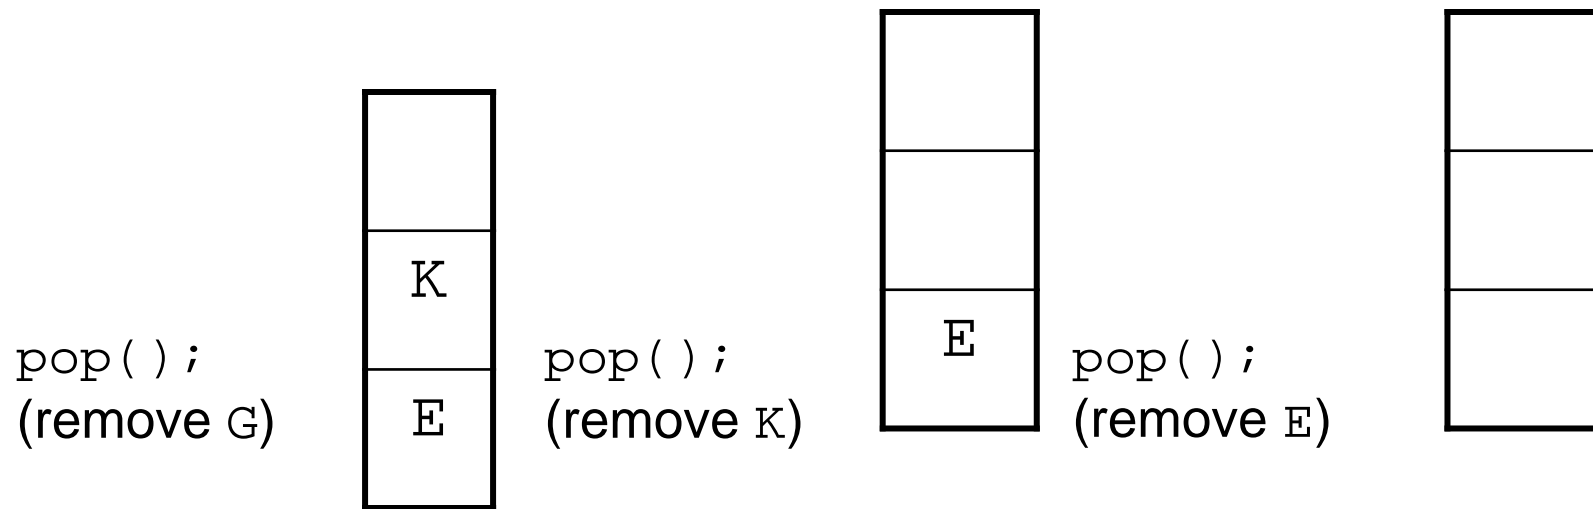 pop();
(remove G)
K
E
pop();
(remove K)
E
pop();
(remove E)